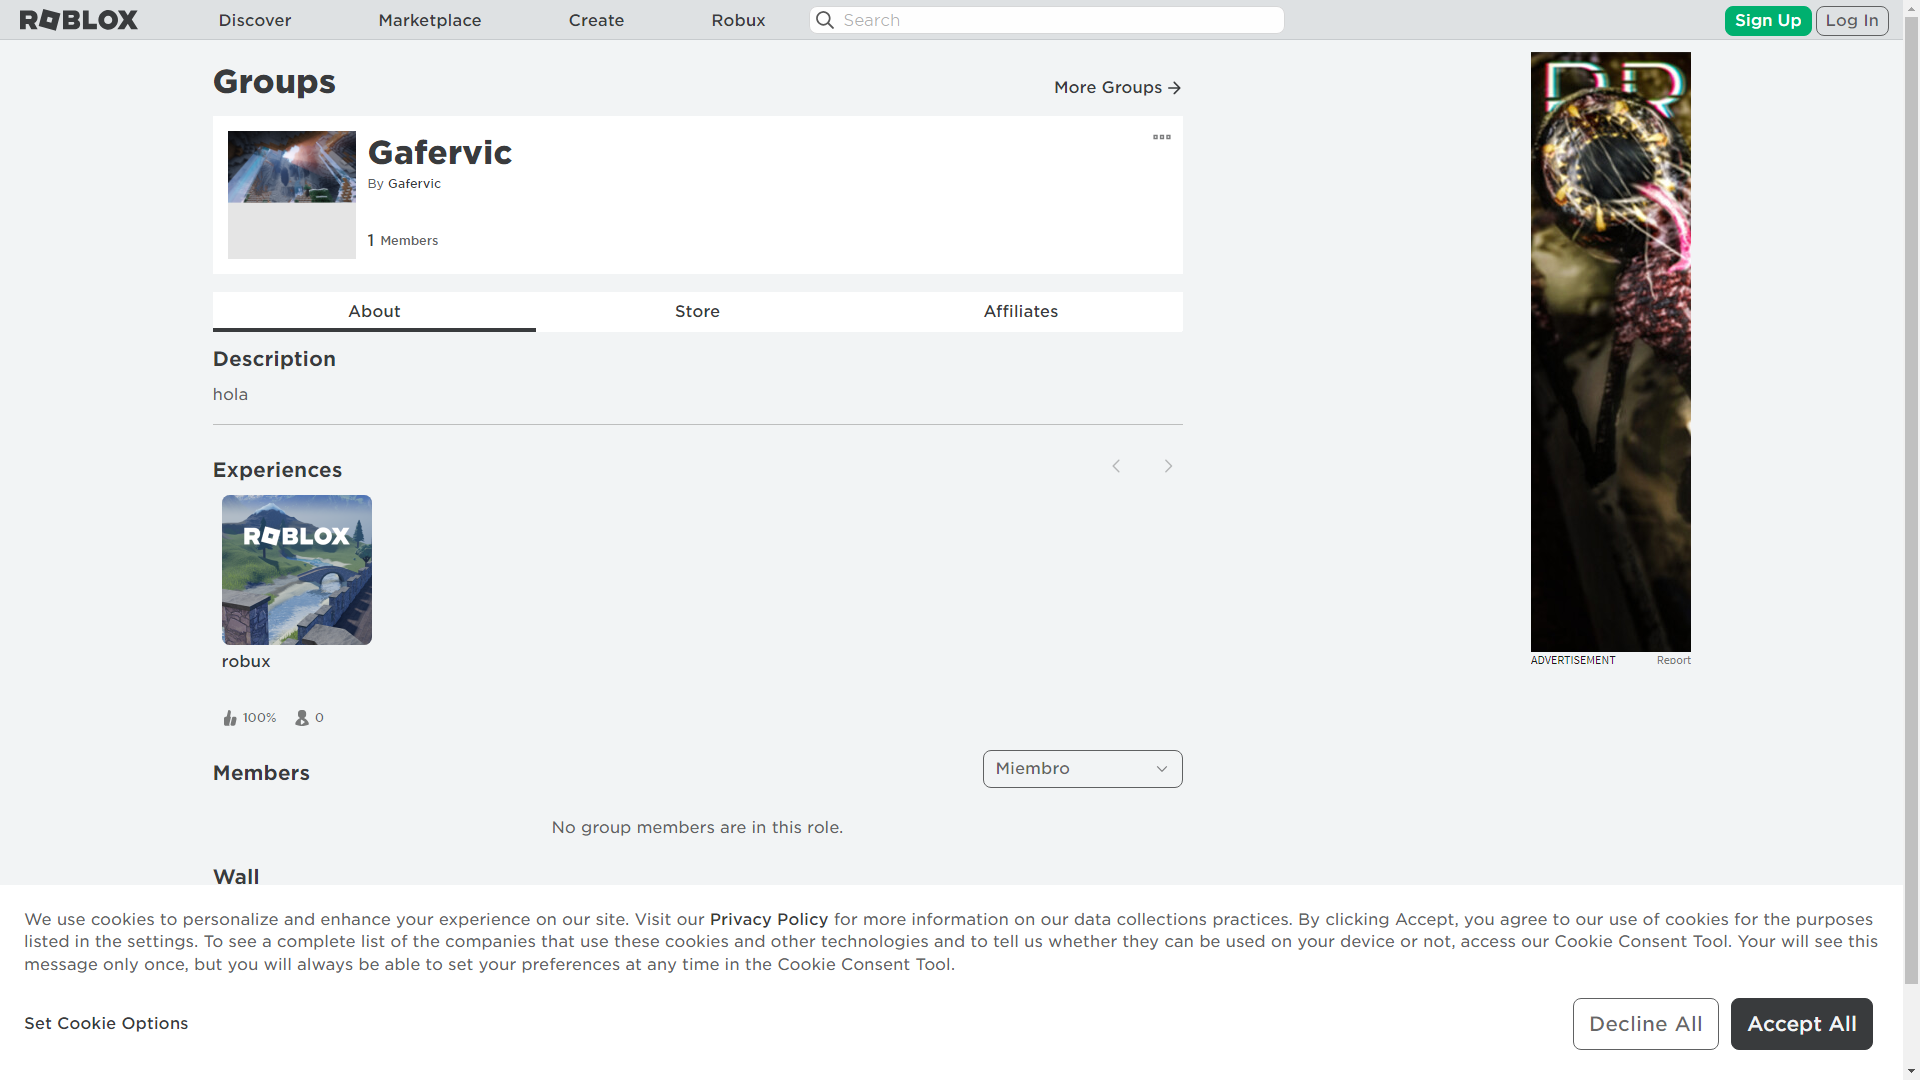 ROBLOX
Discover
Marketplace
Create
Robux
Search
Sign Up
Log In
Groups
More Groups
Gafervic
By Gafervic
1 Members
About
Store
Affiliates
Description
hola
Experiences
ROBLOX
robux
100%
0
ADVERTISEMENT
Report
Members
Miembro
No group members are in this role.
Wall
We use cookies to personalize and enhance your experience on our site. Visit our Privacy Policy for more information on our data collections practices. By clicking Accept, you agree to our use of cookies for the purposes
listed in the settings. To see a complete list of the companies that use these cookies and other technologies and to tell us whether they can be used on your device or not, access our Cookie Consent Tool. Your will see this
message only once, but you will always be able to set your preferences at any time in the Cookie Consent Tool.
Set Cookie Options
Decline All
Accept All